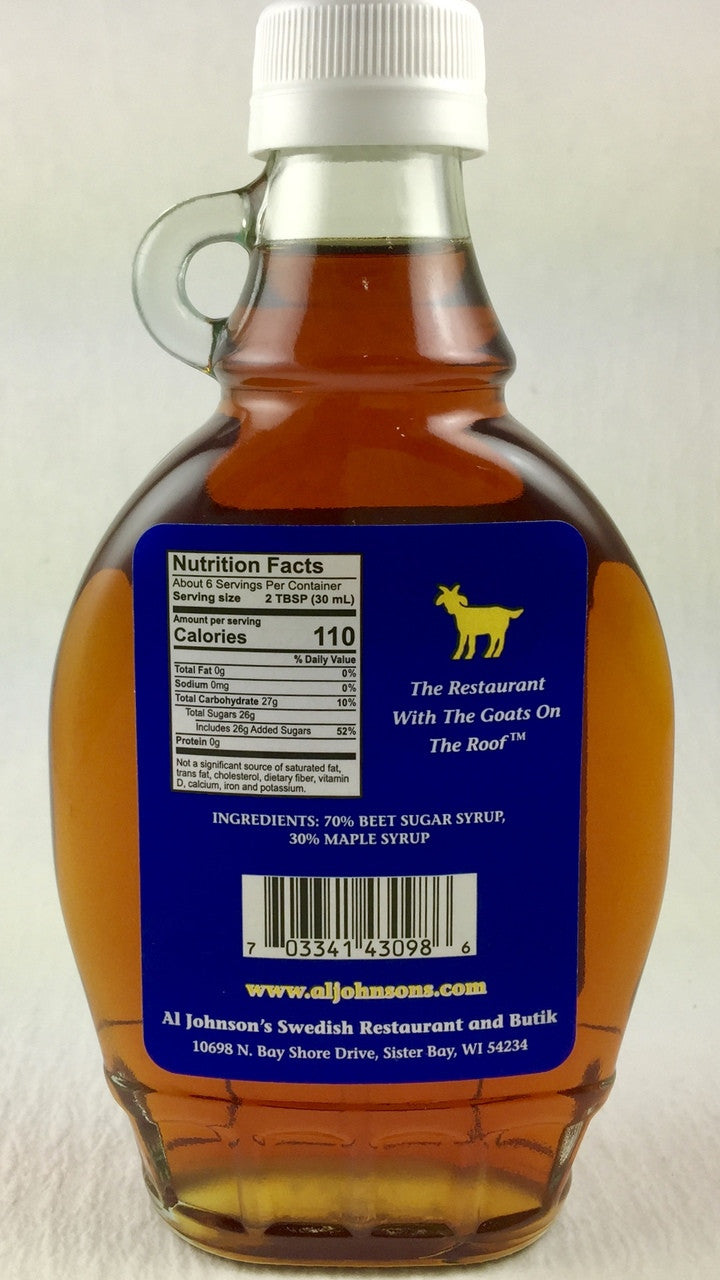 Nutrition Facts
About 6 Servings Per Container
Serving size 2 TBSP (30 mL)
Amount per serving
Calories 110
% Daily Value
Total Fat 0g 0%
Sodium 0mg 0%
Total Carbohydrate 27g 10%
Total Sugars 26g
Includes 26g Added Sugars 52%
Protein 0g
Not a significant source of saturated fat,
trans fat, cholesterol, dietary fiber, vitamin
D, calcium, iron and potassium.
The Restaurant
With The Goats On
The Roof™
INGREDIENTS: 70% BEET SUGAR SYRUP,
30% MAPLE SYRUP
7 03341 43098 6
www.aljohnsons.com
Al Johnson's Swedish Restaurant and Butik
10698 N. Bay Shore Drive, Sister Bay, WI 54234